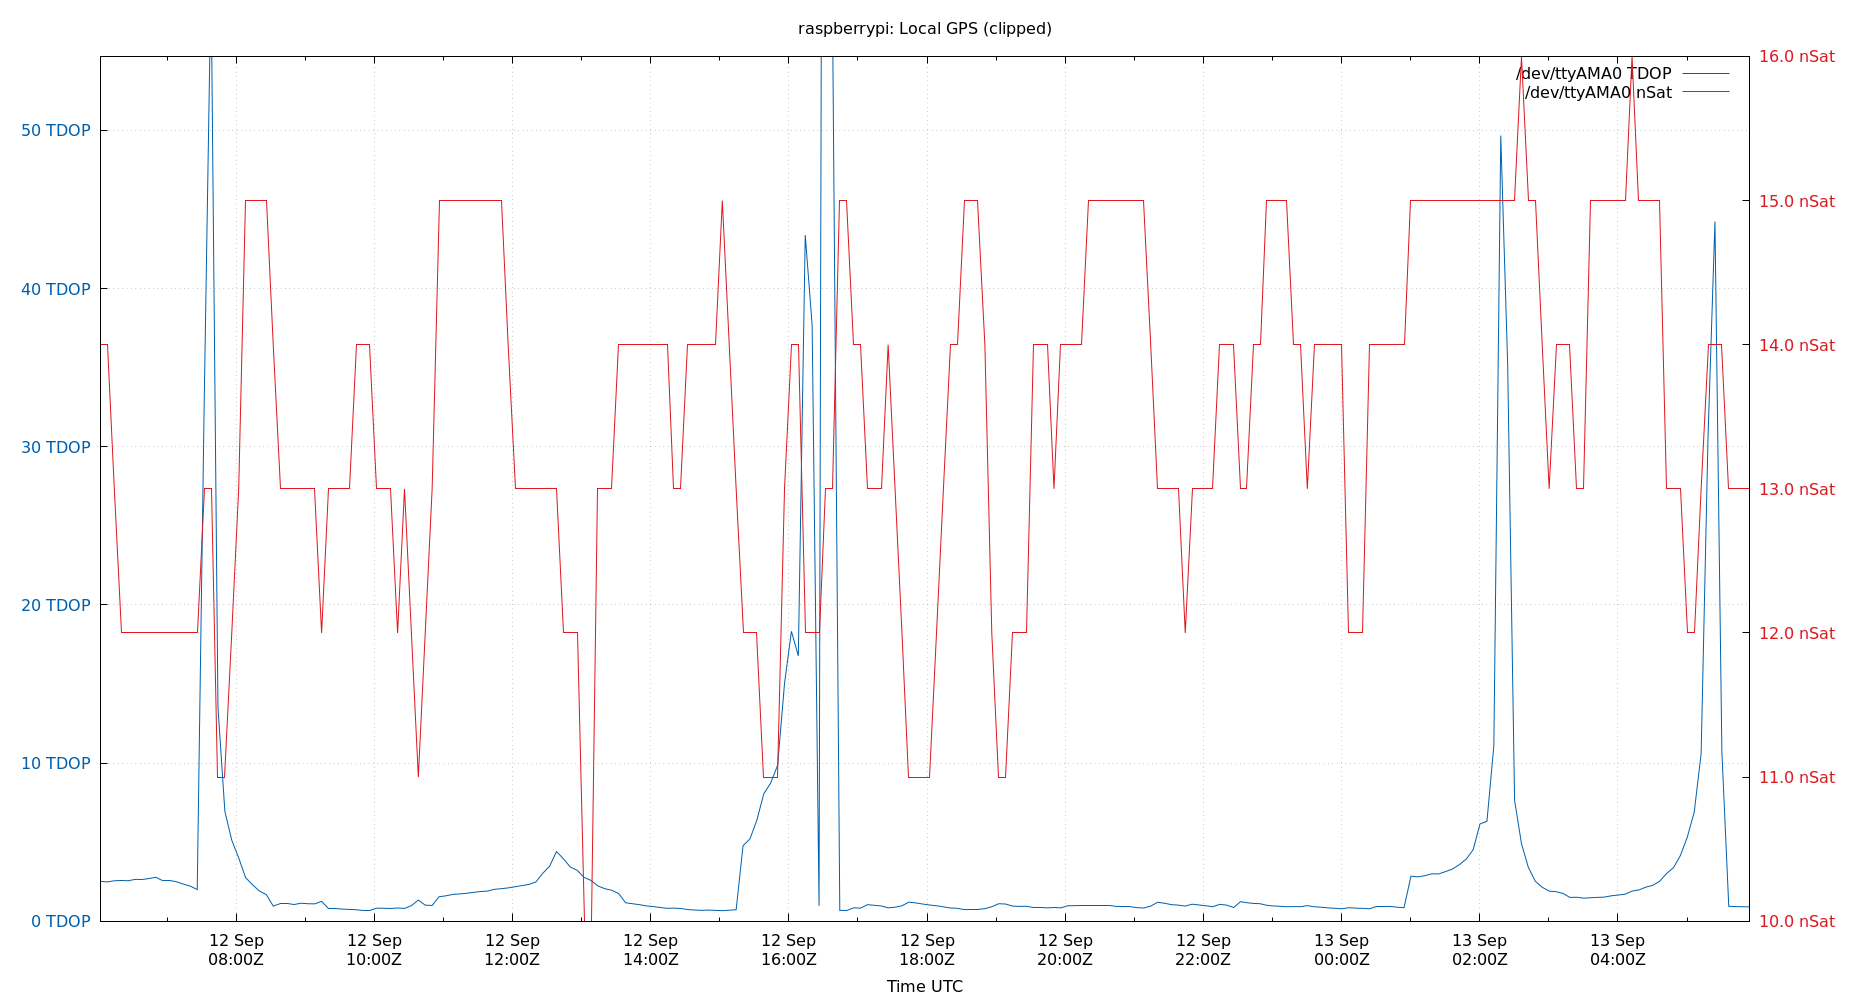 raspberrypi: Local GPS (clipped)
/dev/ttyAMA0 TDOP
/dev/ttyAMA0 nSat
50 TDOP
40 TDOP
30 TDOP
20 TDOP
10 TDOP
0 TDOP
16.0 nSat
15.0 nSat
14.0 nSat
13.0 nSat
12.0 nSat
11.0 nSat
10.0 nSat
12 Sep
08:00Z
12 Sep
10:00Z
12 Sep
12:00Z
12 Sep
14:00Z
12 Sep
16:00Z
12 Sep
18:00Z
12 Sep
20:00Z
12 Sep
22:00Z
13 Sep
00:00Z
13 Sep
02:00Z
13 Sep
04:00Z
Time UTC